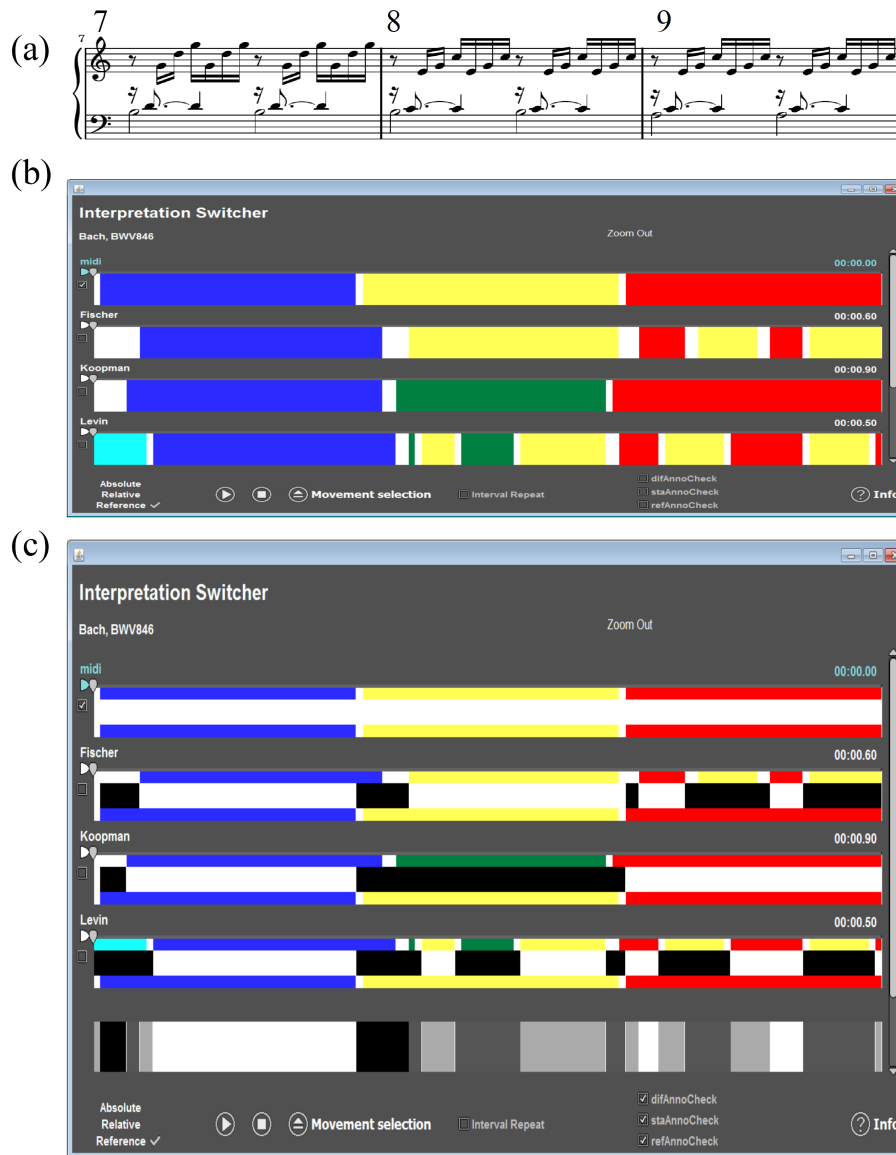 7 8 9
(a)
7
(b)
Interpretation Switcher
Bach, BWV846
Zoom Out
midi 00:00.00
Fischer 00:00.60
Koopman 00:00.90
Levin 00:00.50
Absolute
Relative
Reference
Movement selection
Interval Repeat
difAnnoCheck
staAnnoCheck
refAnnoCheck
? Info
(c)
Interpretation Switcher
Bach, BWV846
Zoom Out
midi 00:00.00
Fischer 00:00.60
Koopman 00:00.90
Levin 00:00.50
Absolute
Relative
Reference
Movement selection
Interval Repeat
difAnnoCheck
staAnnoCheck
refAnnoCheck
? Info